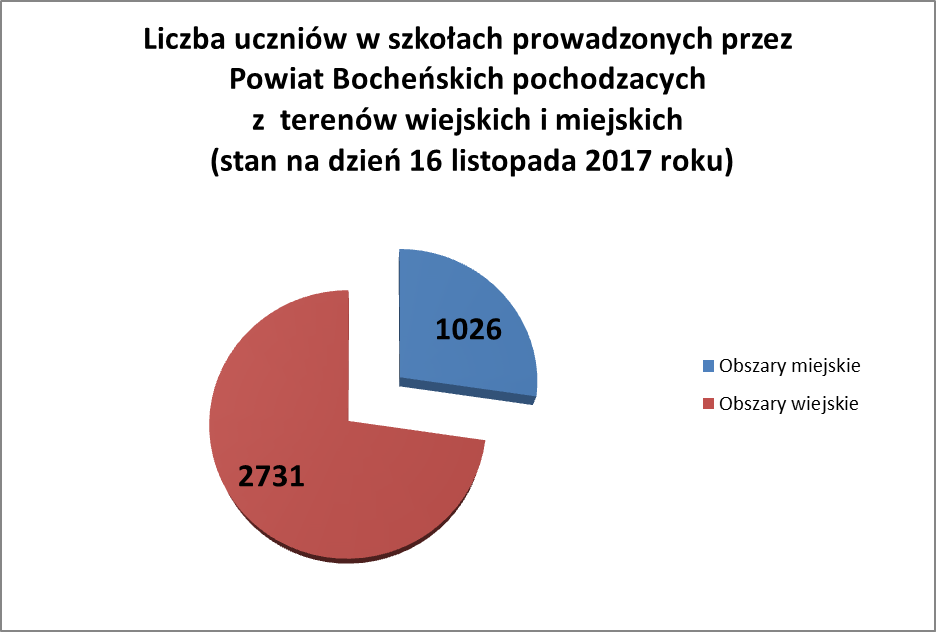 Liczba uczniów w szkołach prowadzonych przez
Powiat Bocheńskich pochodzacych
z  terenów wiejskich i miejskich
(stan na dzień 16 listopada 2017 roku)
1026
2731
Obszary miejskie
Obszary wiejskie